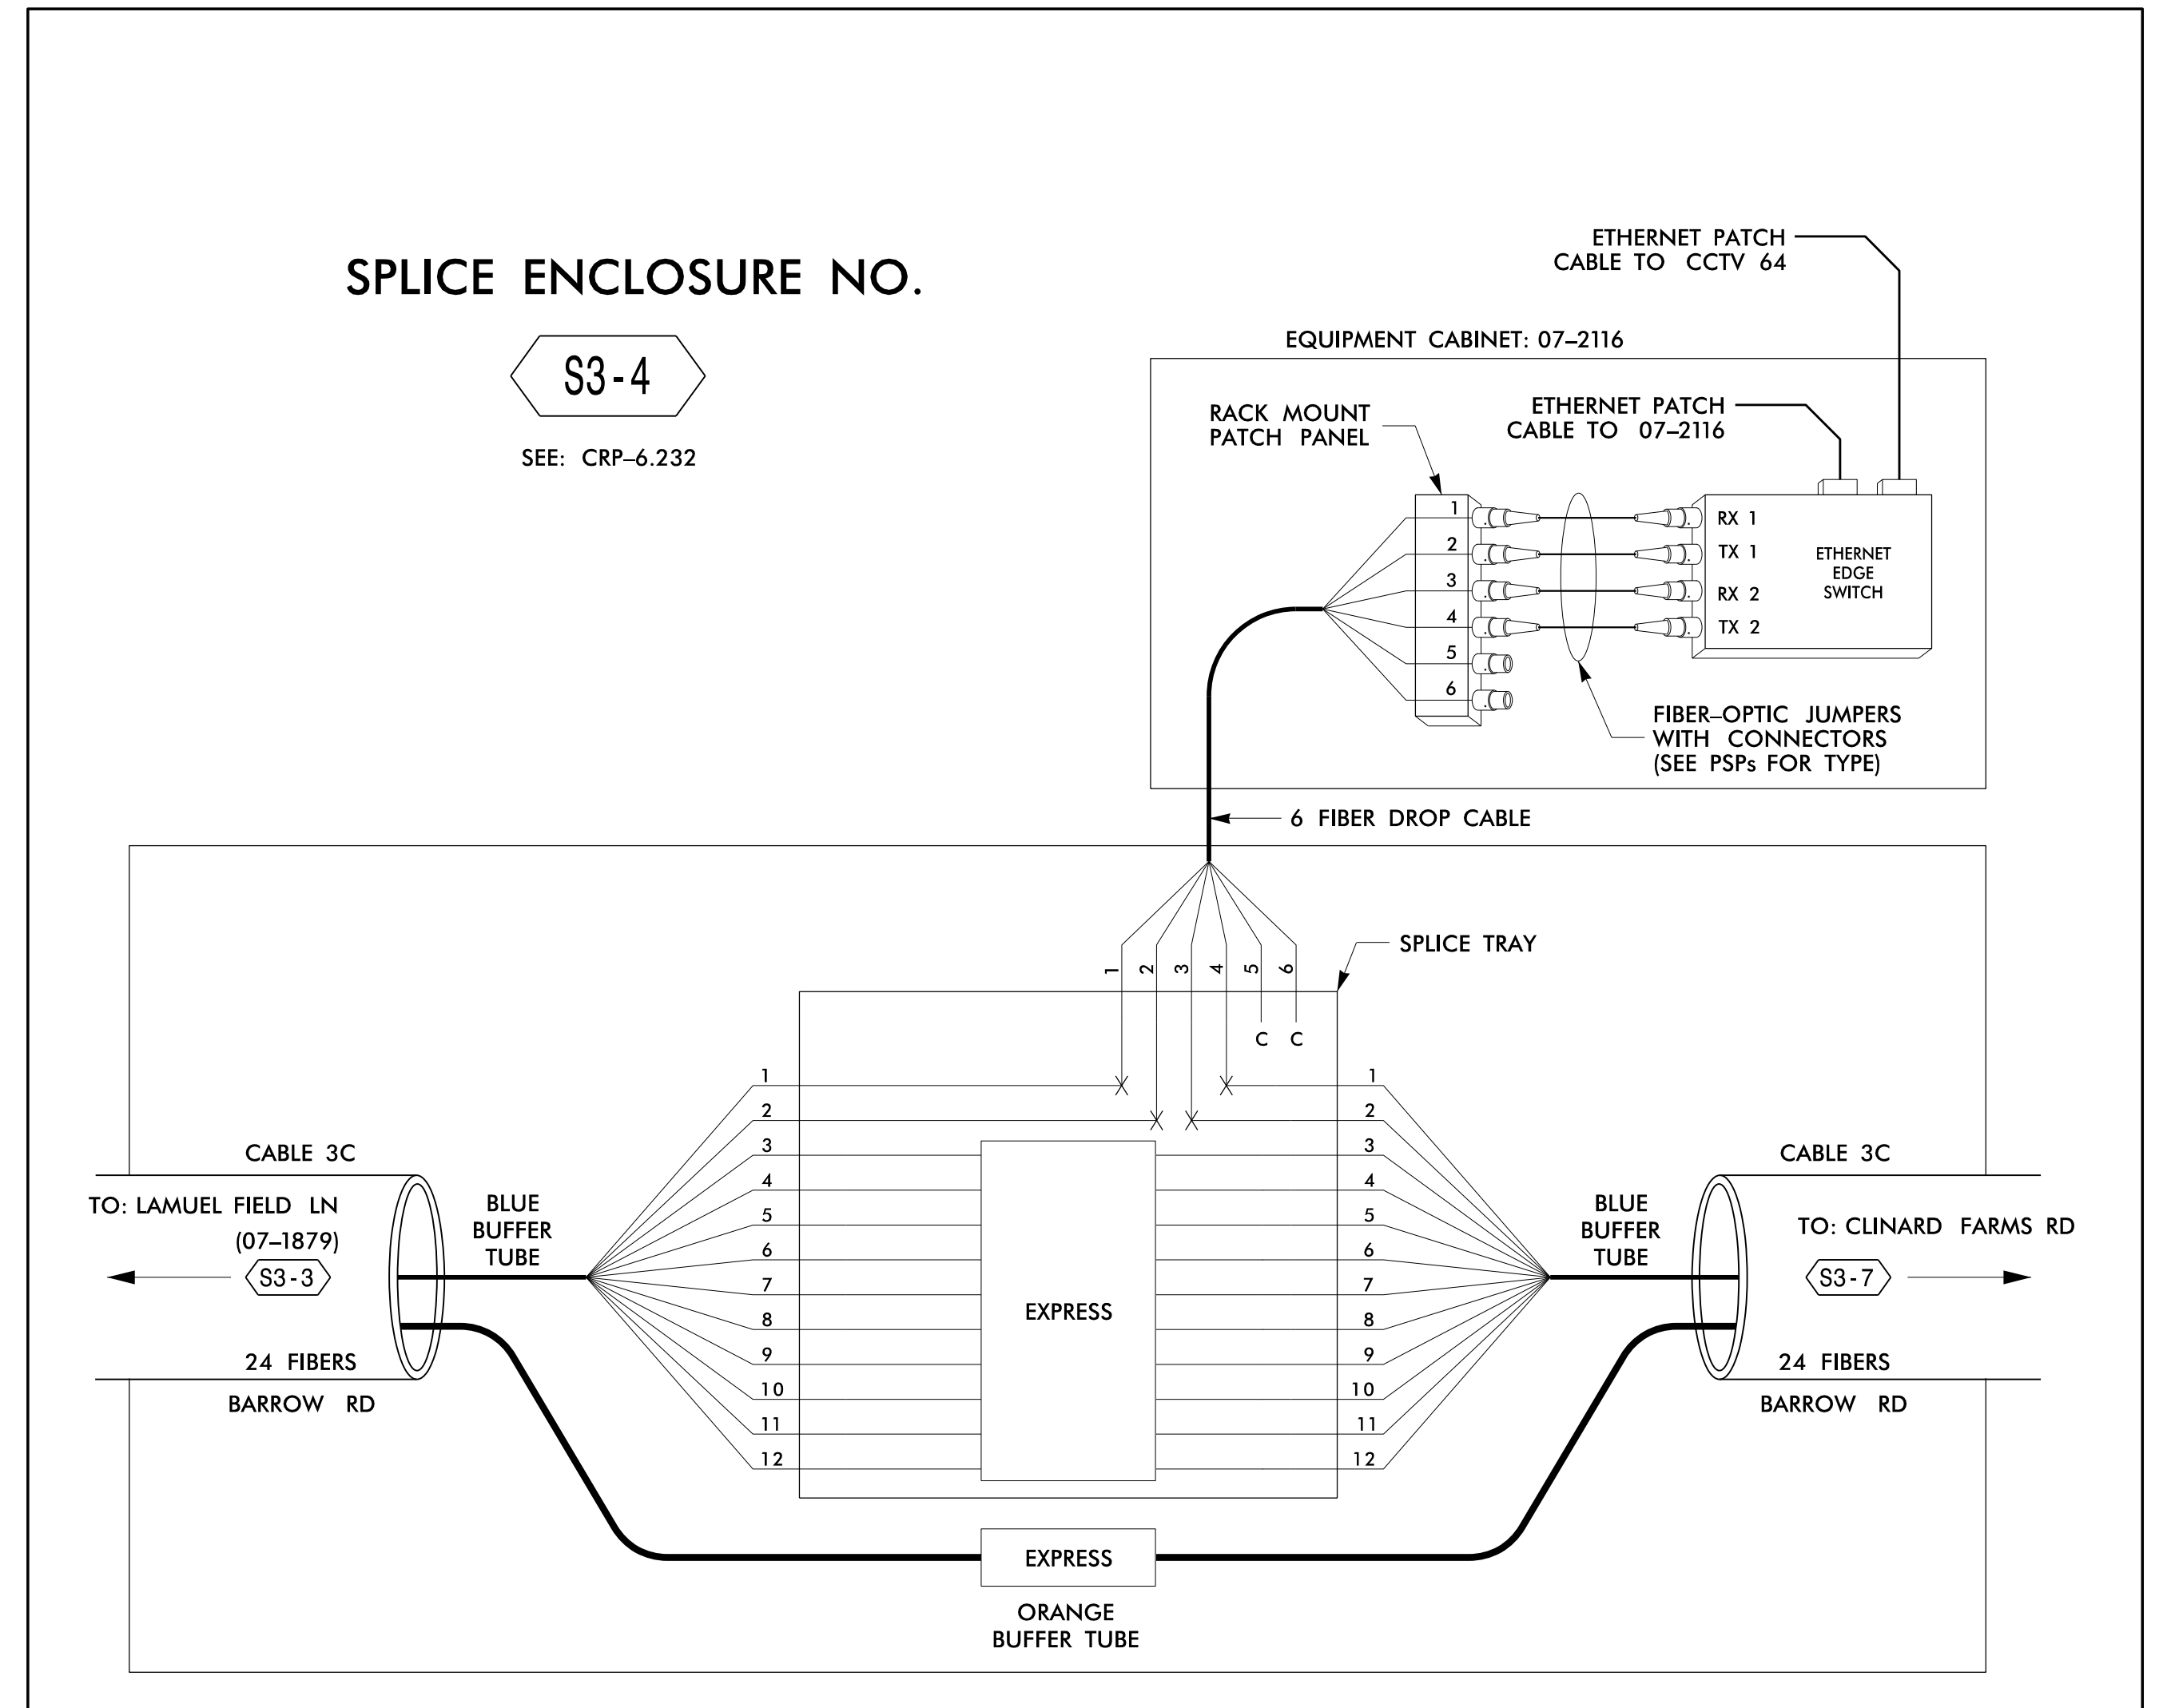 SPLICE ENCLOSURE NO.
S3-4
SEE: CRP-6.232
ETHERNET PATCH
CABLE TO CCTV 64
EQUIPMENT CABINET: 07-2116
RACK MOUNT
PATCH PANEL
ETHERNET PATCH
CABLE TO 07-2116
1
2
3
4
5
6
RX 1
TX 1
RX 2
TX 2
ETHERNET
EDGE
SWITCH
FIBER-OPTIC JUMPERS
WITH CONNECTORS
(SEE PSPs FOR TYPE)
6 FIBER DROP CABLE
SPLICE TRAY
1 2 3 4 5 6
C C
1
2
3
4
5
6
7
8
9
10
11
12
1
2
3
4
5
6
7
8
9
10
11
12
EXPRESS
CABLE 3C
TO: LAMUEL FIELD LN
(07-1879)
S3-3
24 FIBERS
BARROW RD
BLUE
BUFFER
TUBE
BLUE
BUFFER
TUBE
CABLE 3C
TO: CLINARD FARMS RD
S3-7
24 FIBERS
BARROW RD
EXPRESS
ORANGE
BUFFER TUBE